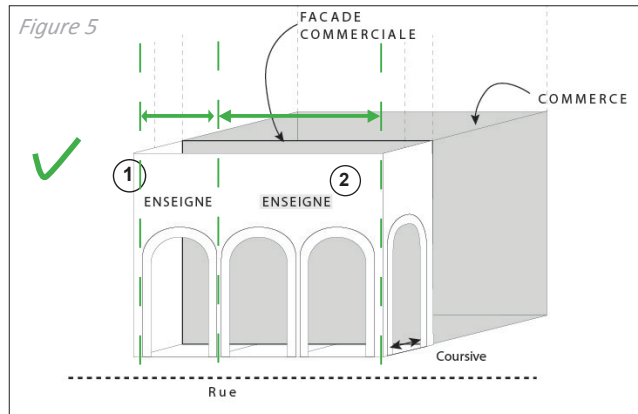 Figure 5
FACADE
COMMERCIALE
COMMERCE
1
2
ENSEIGNE
ENSEIGNE
Coursive
Rue